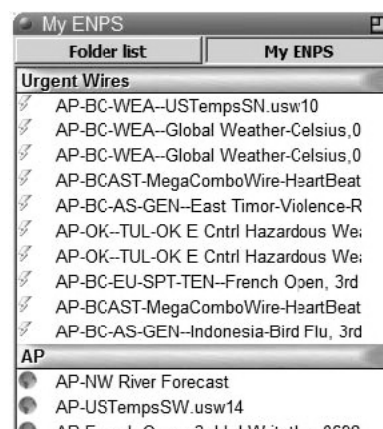 My ENPS
Folder list My ENPS
Urgent Wires
AP-BC-WEA--USTempsSN.usw10
AP-BC-WEA--Global Weather-Celsius,0
AP-BC-WEA--Global Weather-Celsius,0
AP-BCAST-MegaComboWire-HeartBeat
AP-BC-AS-GEN--East Timor-Violence-R
AP-OK--TUL-OK E Cntrl Hazardous Wea
AP-OK--TUL-OK E Cntrl Hazardous Wea
AP-BC-EU-SPT-TEN--French Open, 3rd
AP-BCAST-MegaComboWire-HeartBeat
AP-BC-AS-GEN--Indonesia-Bird Flu, 3rd
AP
AP-NW River Forecast
AP-USTempsSW.usw14